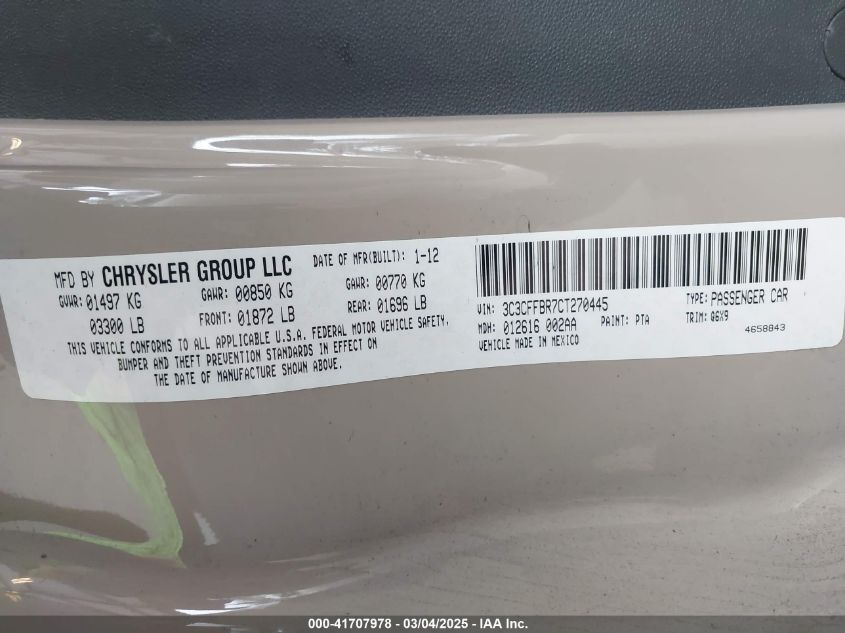 MFD BY CHRYSLER GROUP LLC DATE OF MFR(BUILT): 1-12
GVWR: 01497 KG GAWR: 00850 KG GAWR: 00770 KG
03300 LB FRONT: 01872 LB REAR: 01696 LB
THIS VEHICLE CONFORMS TO ALL APPLICABLE U.S.A. FEDERAL MOTOR VEHICLE SAFETY,
BUMPER AND THEFT PREVENTION STANDARDS IN EFFECT ON
THE DATE OF MANUFACTURE SHOWN ABOVE.
VIN: 3C3CFFBR7CT270445 TYPE: PASSENGER CAR
MDH: 012616 002AA PAINT: PTA TRIM: Q6X9
VEHICLE MADE IN MEXICO 4658843
000-41707978 - 03/04/2025 - IAA Inc.